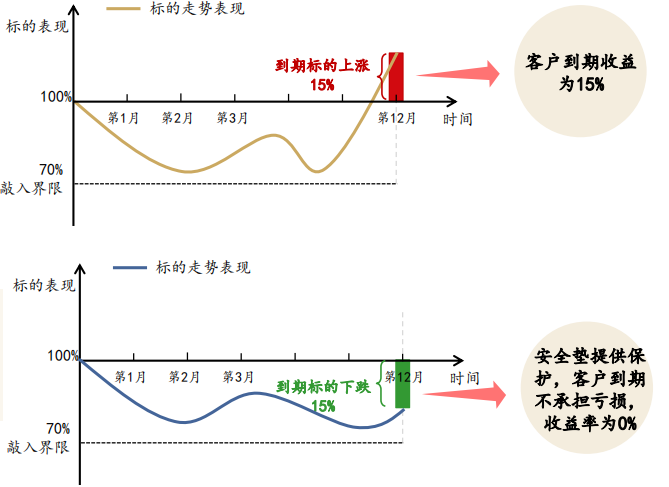 标的走势表现
标的表现
到期标的上涨
15%
客户到期收益
为15%
100%
第1月
第2月
第3月
第12月
时间
70%
敲入界限
标的走势表现
标的表现
100%
第1月
第2月
第3月
第12月
时间
到期标的下跌
15%
安全垫提供保
护，客户到期
不承担亏损，
收益率为0%
70%
敲入界限